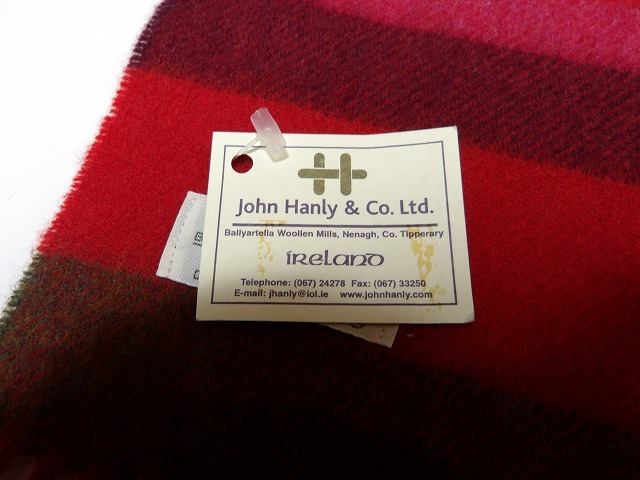 John Hanly & Co. Ltd.
Ballyartella Woollen Mills, Nenagh, Co. Tipperary
IRELAND
Telephone: (067) 24278 Fax: (067) 33250
E-mail: jhanly@iol.ie www.johnhanly.com